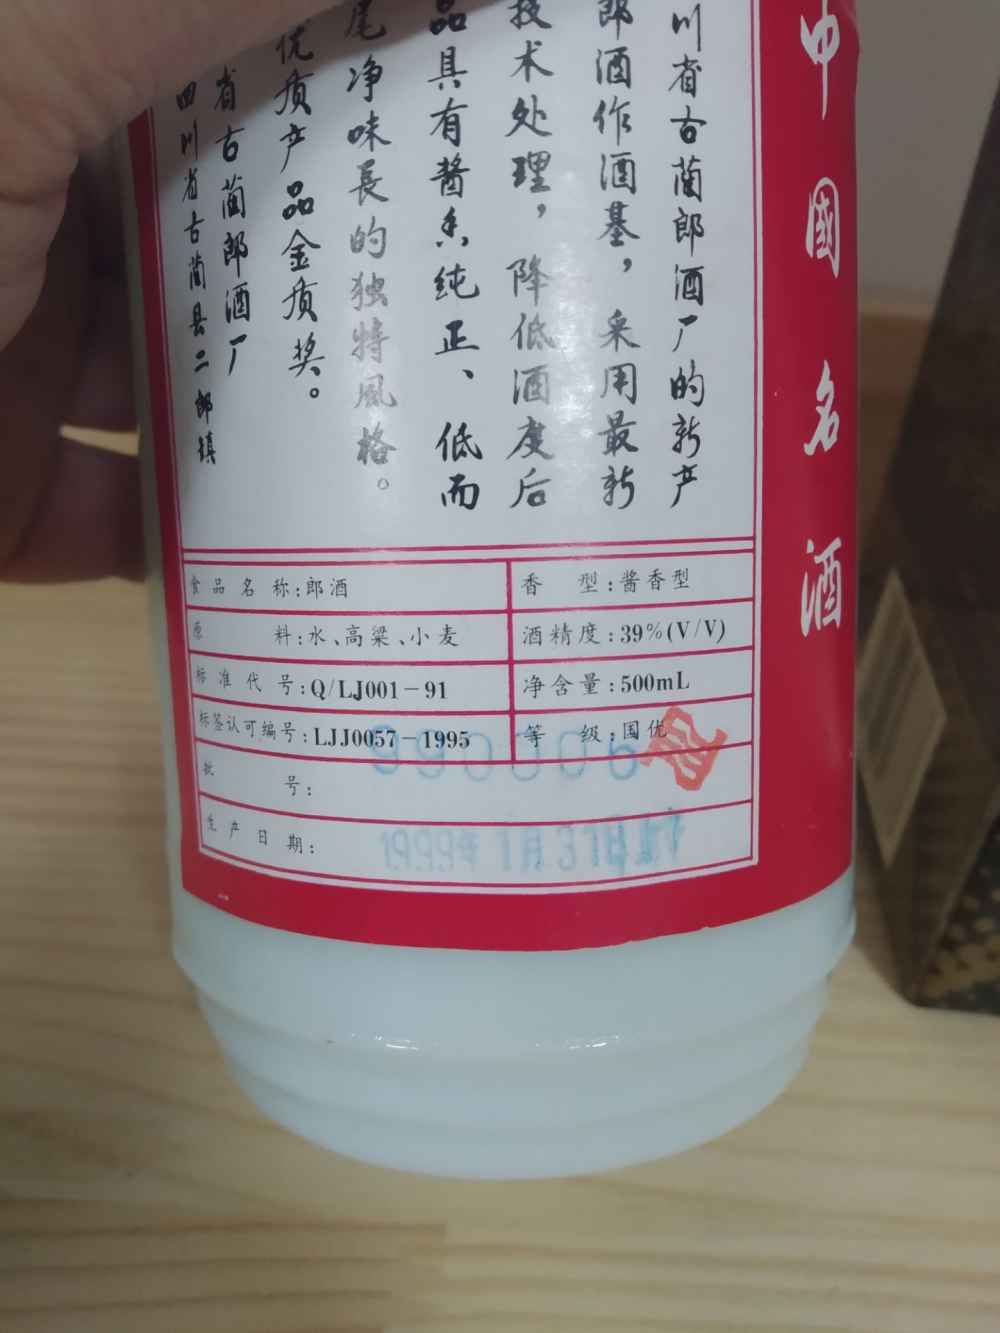 中國名酒
川省古蔺郎酒厂的新产
郎酒作酒基，采用最新
技术处理，降低酒度后
品具有酱香纯正、低而
尾净味長的独特風格。
优质产品金质奖。
省古蔺郎酒厂
四川省古蔺县二郎镇
食品名称:郎酒
香型:酱香型
原料:水、高粱、小麦
酒精度:39%(V/V)
标准代号:Q/LJ001-91
净含量:500mL
标签认可编号:LJJ0057-1995
等级:国优
批号:
990006
生产日期:
1999年1月31日